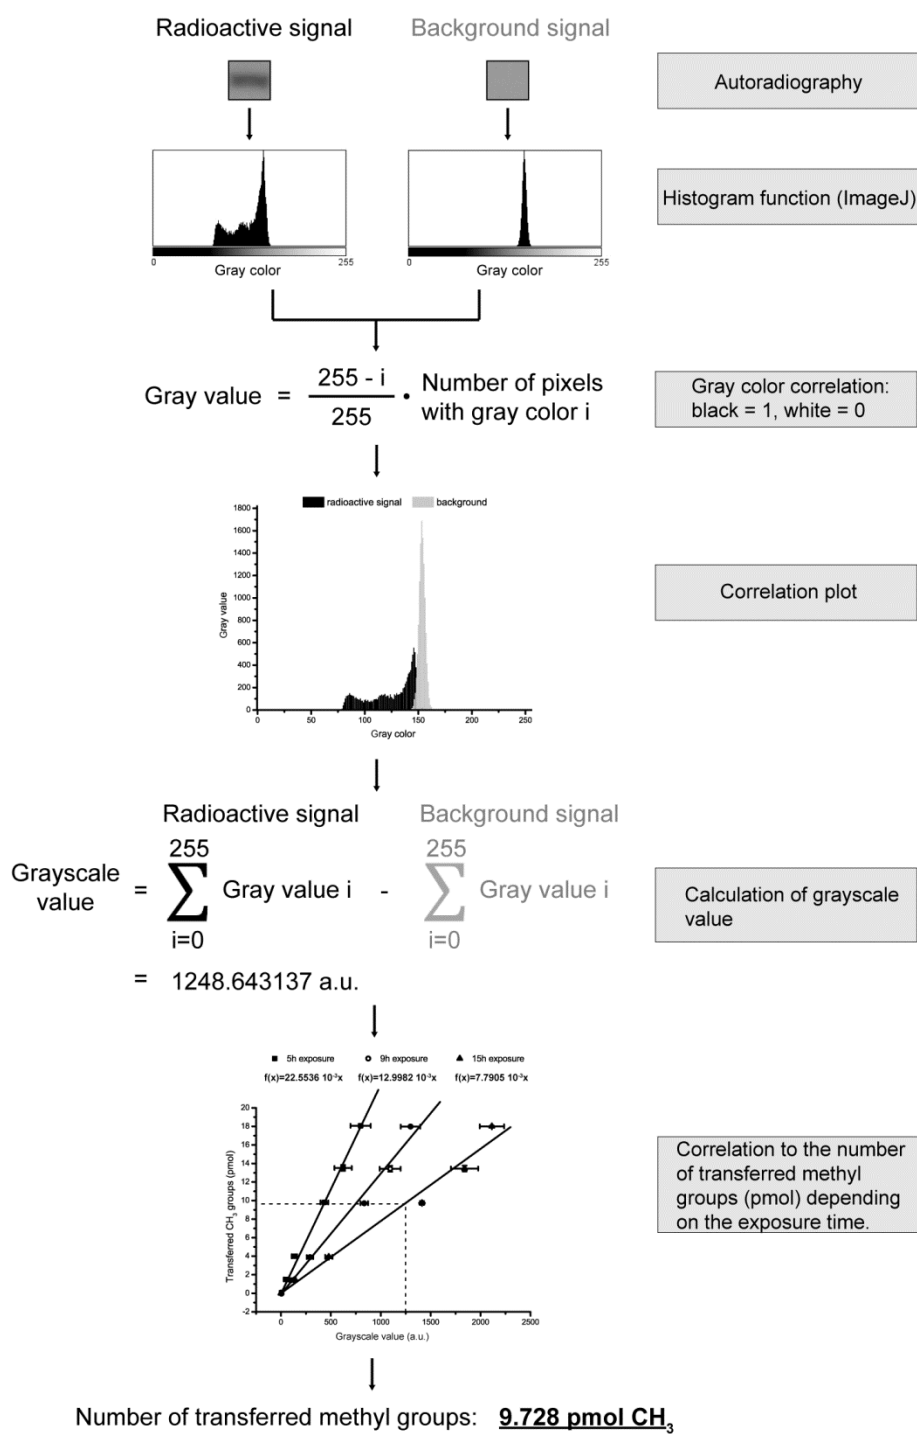 Radioactive signal
Background signal
Autoradiography
Histogram function (ImageJ)
0
255
Gray color
0
255
Gray color
Gray value = (255 - i) / 255 • Number of pixels
with gray color i
Gray color correlation:
black = 1, white = 0
radioactive signal
background
1800
1600
1400
1200
1000
800
600
400
200
0
Gray value
0 50 100 150 200 250
Gray color
Correlation plot
Radioactive signal
Background signal
Grayscale
value
=
255
∑
i=0
Gray value i
-
255
∑
i=0
Gray value i
Calculation of grayscale
value
= 1248.643137 a.u.
5h exposure
9h exposure
15h exposure
f(x)=22.5536 10⁻³x
f(x)=12.9982 10⁻³x
f(x)=7.7905 10⁻³x
20
18
16
14
12
10
8
6
4
2
0
-2
Transferred CH₃ groups (pmol)
0 500 1000 1500 2000 2500
Grayscale value (a.u.)
Correlation to the number
of transferred methyl
groups (pmol) depending
on the exposure time.
Number of transferred methyl groups: 9.728 pmol CH₃